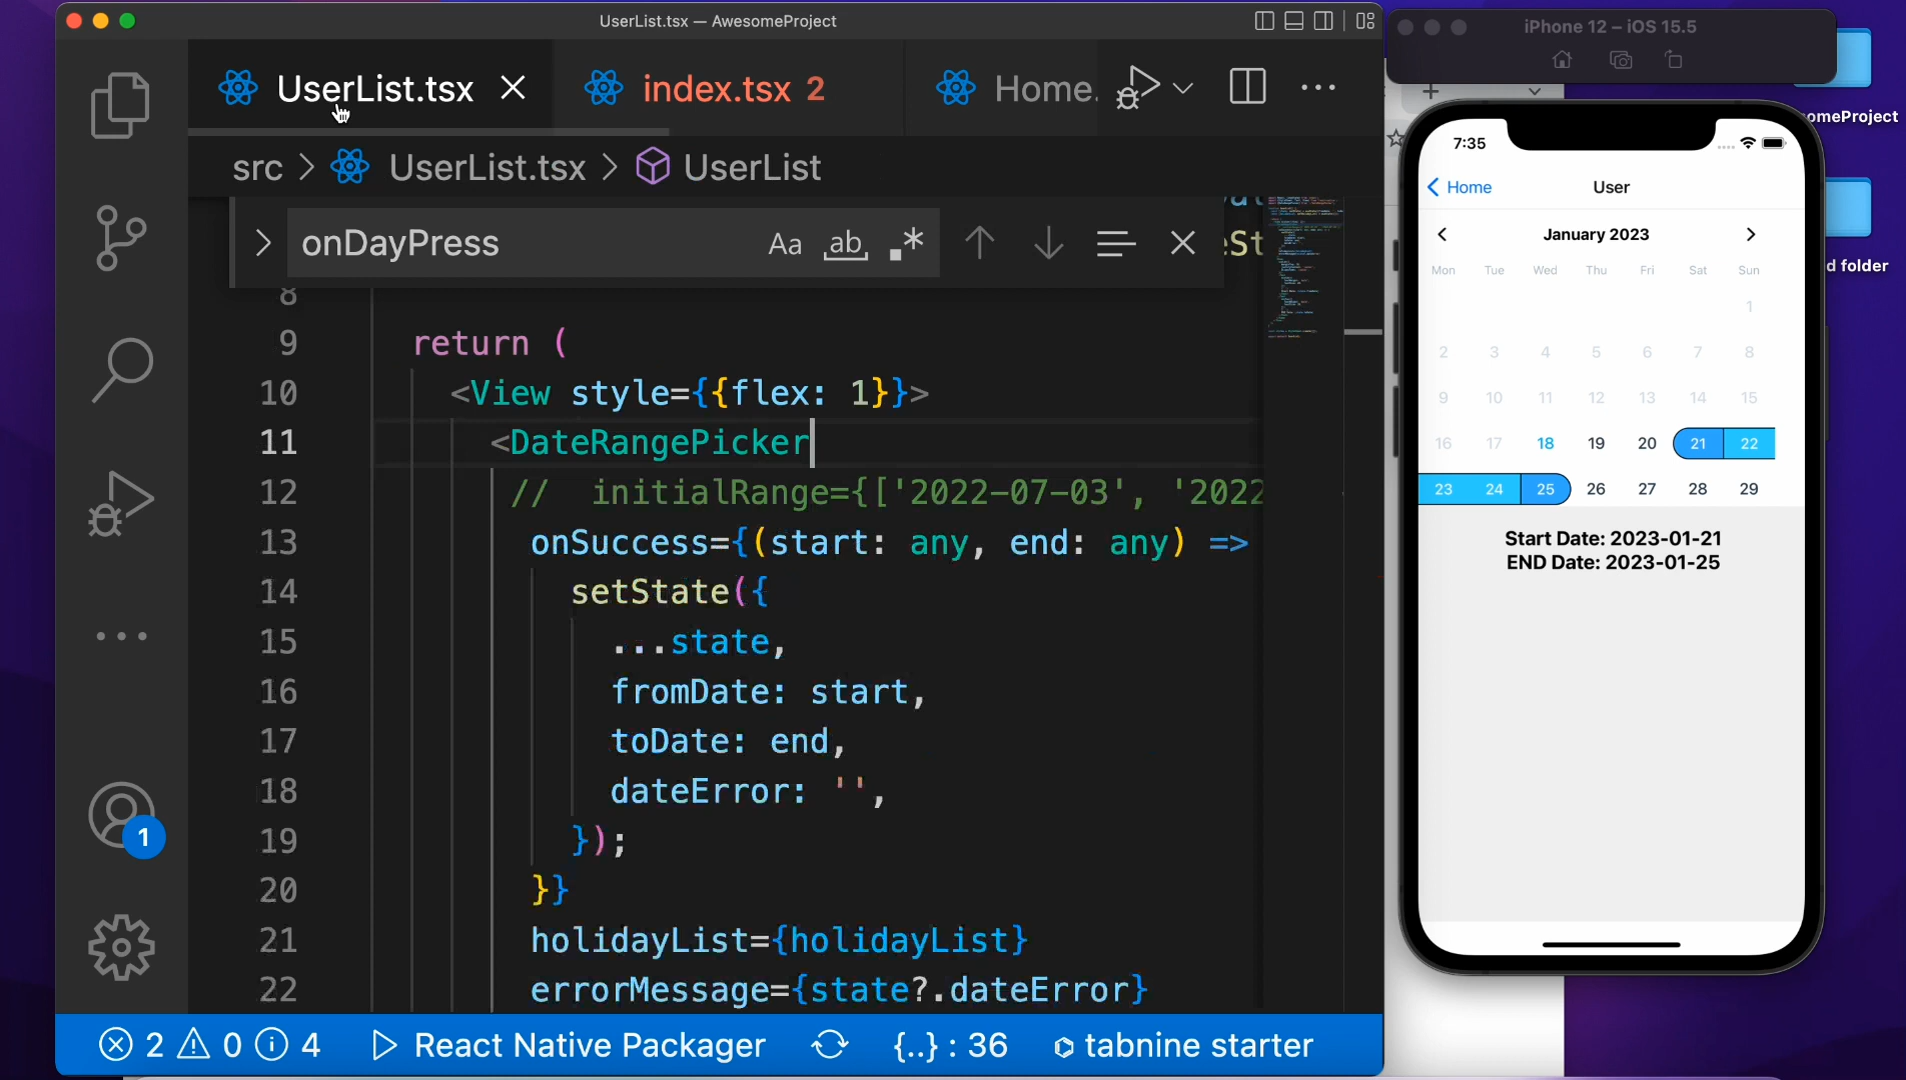 UserList.tsx — AwesomeProject
UserList.tsx
index.tsx 2
Home.
src > UserList.tsx > UserList
onDayPress
Aa
ab
.*
8
9 return (
10 <View style={{flex: 1}}>
11 <DateRangePicker
12 // initialRange={['2022-07-03', '2022
13 onSuccess={(start: any, end: any) =>
14 setState({
15 ...state,
16 fromDate: start,
17 toDate: end,
18 dateError: '',
19 });
20 }}
21 holidayList={holidayList}
22 errorMessage={state?.dateError}
1
2 0 4 React Native Packager {..} : 36 tabnine starter
iPhone 12 – iOS 15.5
omeProject
d folder
7:35
Home
User
January 2023
Mon Tue Wed Thu Fri Sat Sun
1
2 3 4 5 6 7 8
9 10 11 12 13 14 15
16 17 18 19 20 21 22
23 24 25 26 27 28 29
Start Date: 2023-01-21
END Date: 2023-01-25